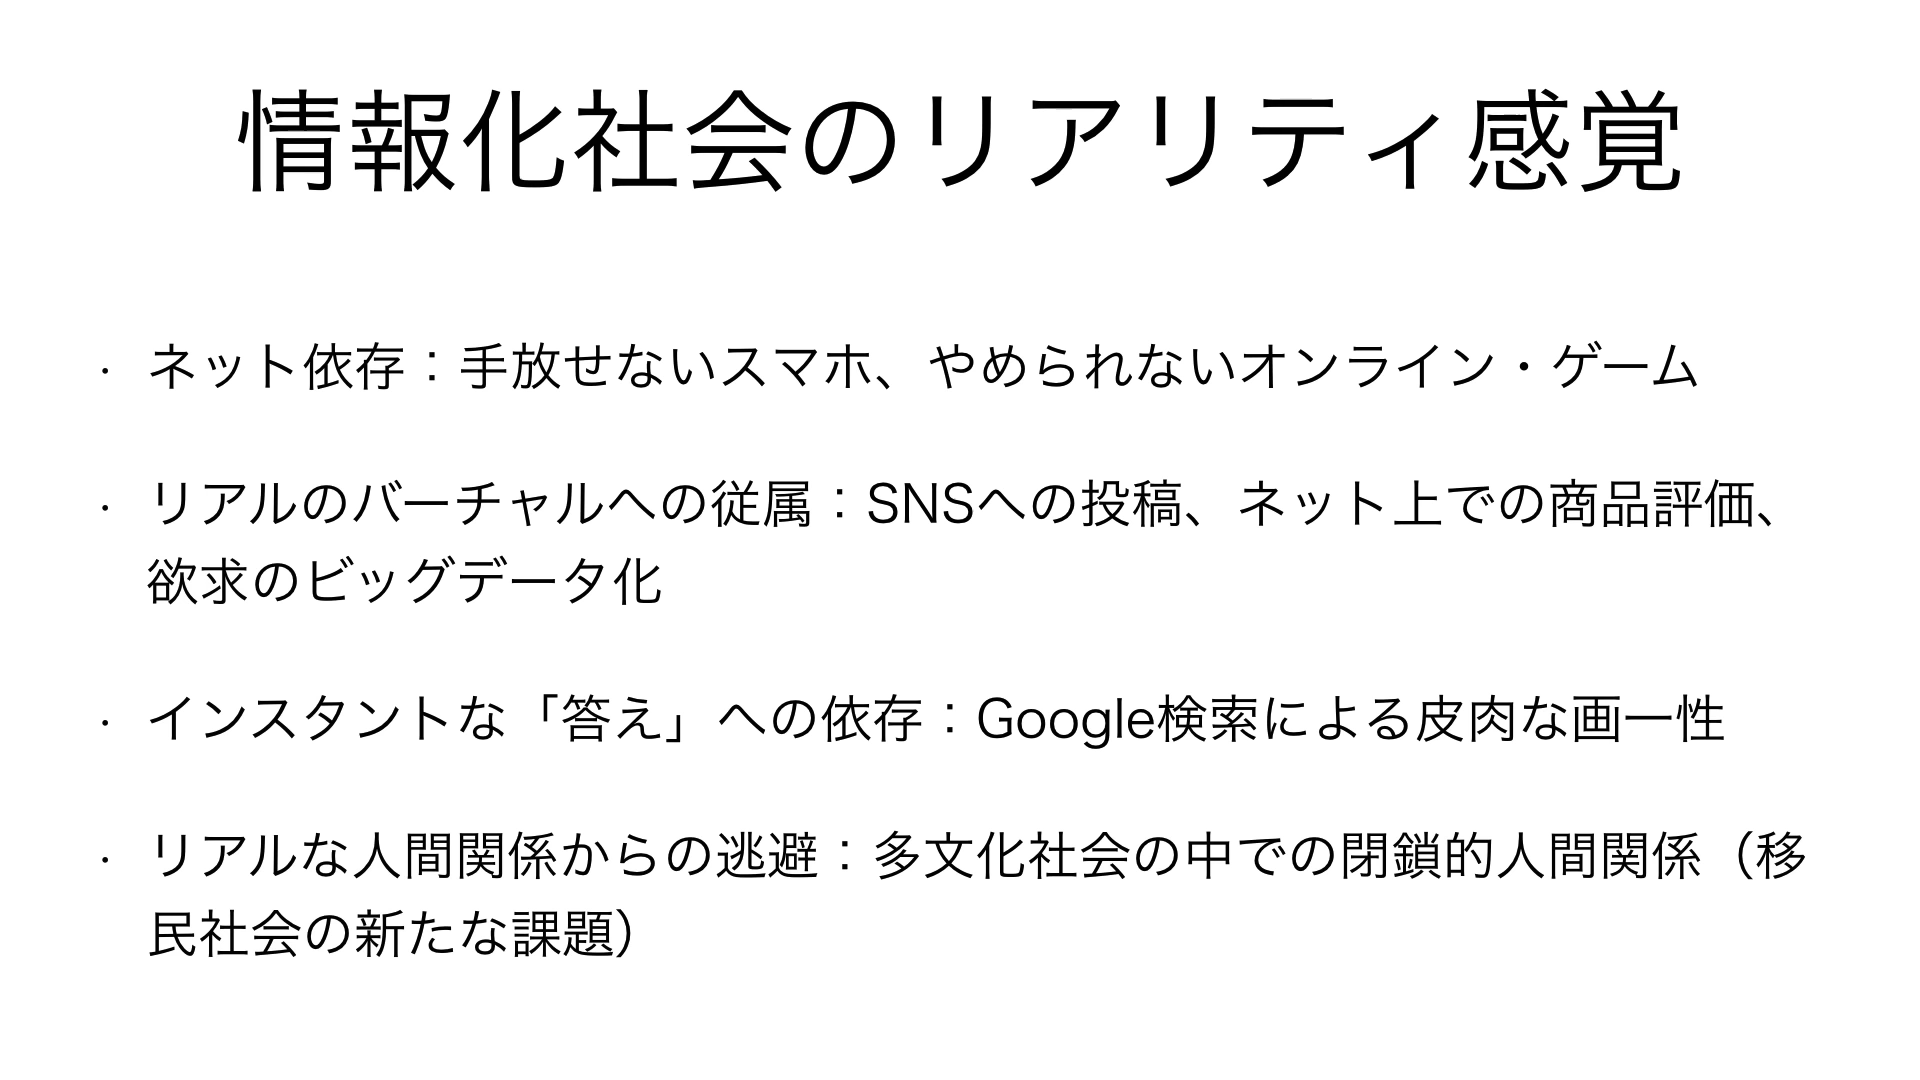 情報化社会のリアリティ感覚
・ ネット依存：手放せないスマホ、やめられないオンライン・ゲーム
・ リアルのバーチャルへの従属：SNSへの投稿、ネット上での商品評価、
欲求のビッグデータ化
・ インスタントな「答え」への依存：Google検索による皮肉な画一性
・ リアルな人間関係からの逃避：多文化社会の中での閉鎖的人間関係（移
民社会の新たな課題）